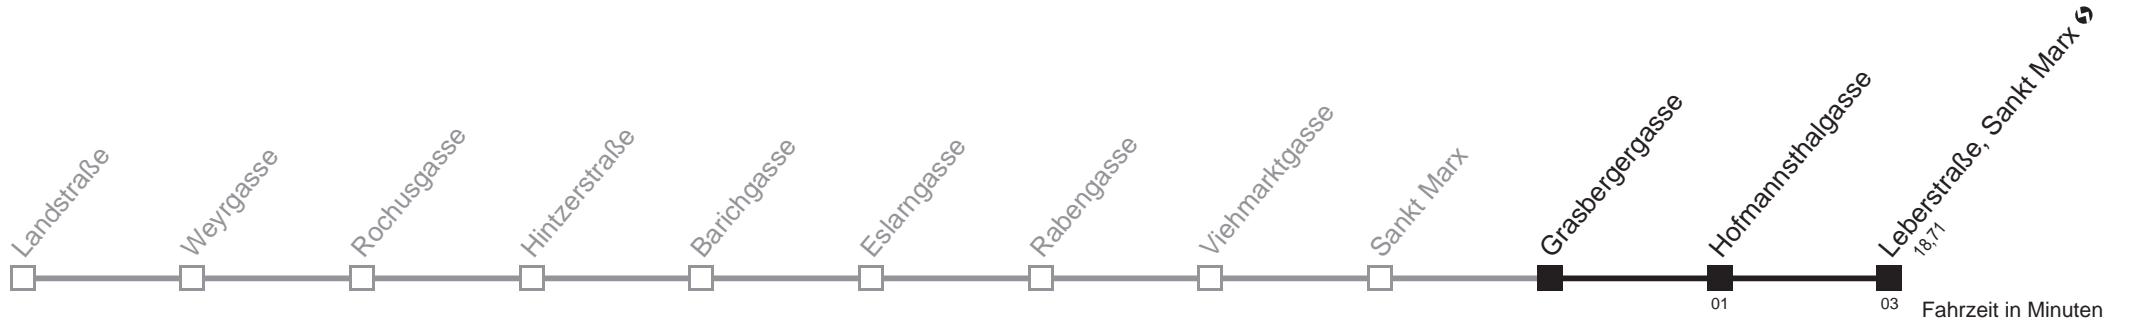 Landstraße
Weyrgasse
Rochusgasse
Hintzerstraße
Barichgasse
Eslarngasse
Rabengasse
Viehmarktgasse
Sankt Marx
Grasbergergasse
Hofmannsthalgasse
Leberstraße, Sankt Marx
18,71
01
03
Fahrzeit in Minuten